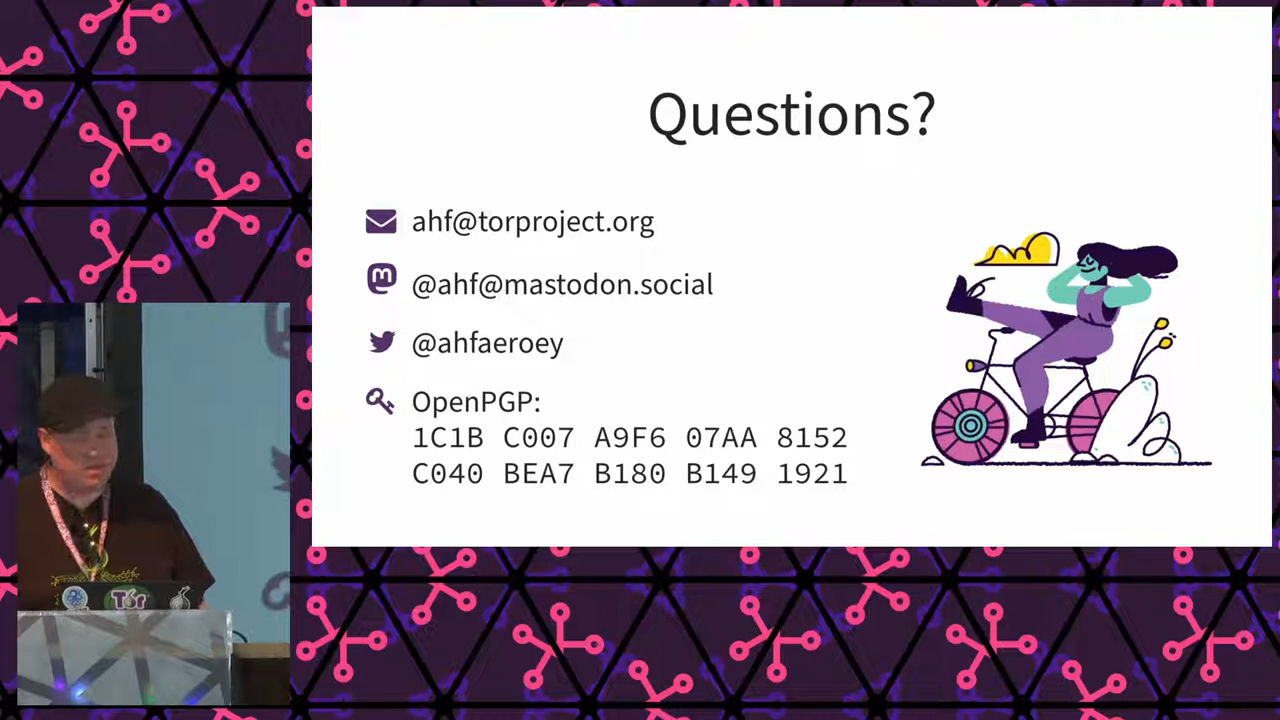 Questions?
ahf@torproject.org
@ahf@mastodon.social
@ahfaeroey
OpenPGP:
1C1B C007 A9F6 07AA 8152
C040 BEA7 B180 B149 1921
Tor